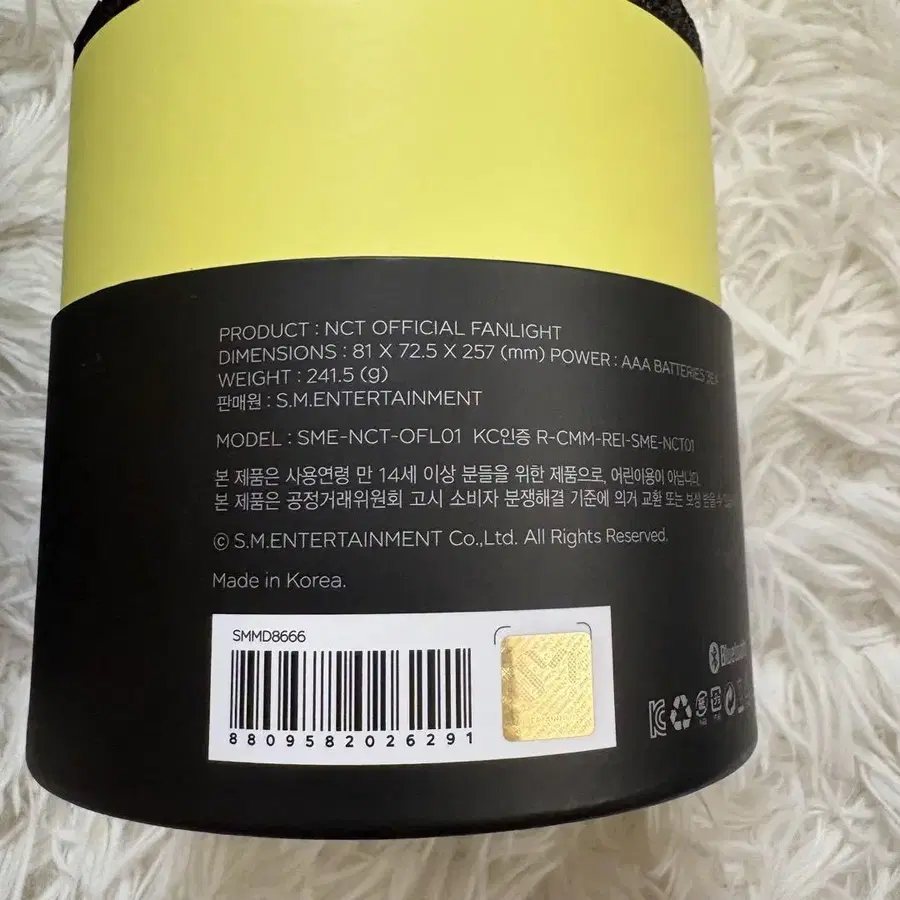 PRODUCT : NCT OFFICIAL FANLIGHT
DIMENSIONS : 81 X 72.5 X 257 (mm) POWER : AAA BATTERIES
WEIGHT : 241.5 (g)
판매원 : S.M.ENTERTAINMENT
MODEL : SME-NCT-OFL01 KC인증 R-CMM-REI-SME-NCT01
본 제품은 사용연령 만 14세 이상 분들을 위한 제품으로, 어린이용이 아닙니다.
본 제품은 공정거래위원회 고시 소비자 분쟁해결 기준에 의거 교환 또는 보상 받을 수
© S.M.ENTERTAINMENT Co.,Ltd. All Rights Reserved.
Made in Korea.
SMMD8666
8809582026291
Bluetooth